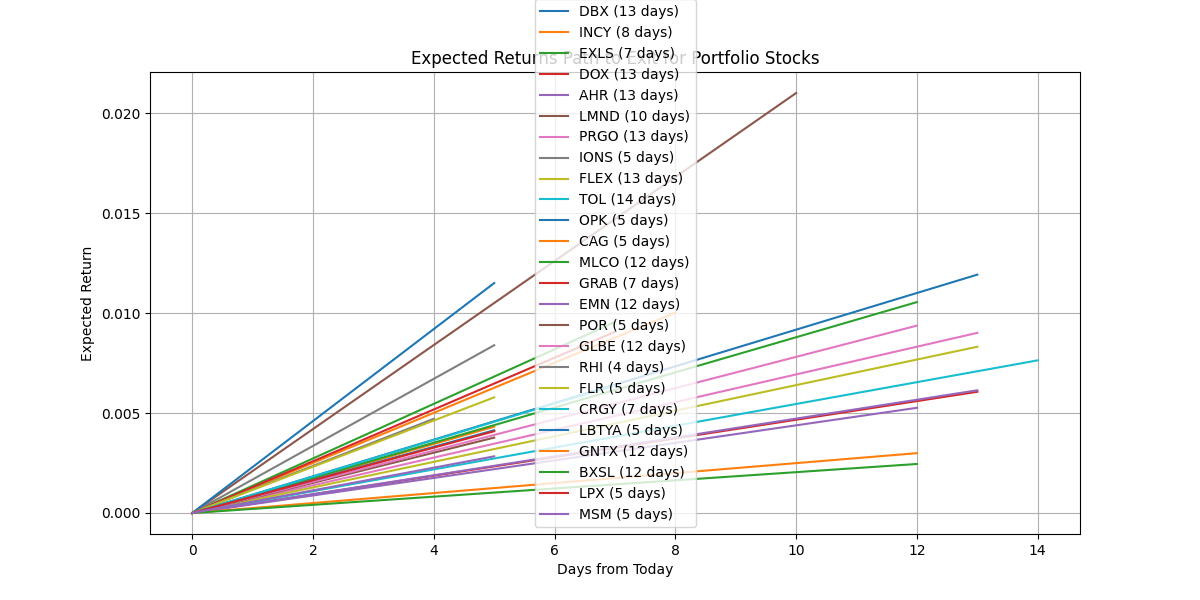 Expected Returns Path to Exit for Portfolio Stocks
DBX (13 days)
INCY (8 days)
EXLS (7 days)
DOX (13 days)
AHR (13 days)
LMND (10 days)
PRGO (13 days)
IONS (5 days)
FLEX (13 days)
TOL (14 days)
OPK (5 days)
CAG (5 days)
MLCO (12 days)
GRAB (7 days)
EMN (12 days)
POR (5 days)
GLBE (12 days)
RHI (4 days)
FLR (5 days)
CRGY (7 days)
LBTYA (5 days)
GNTX (12 days)
BXSL (12 days)
LPX (5 days)
MSM (5 days)
Expected Return
0.020
0.015
0.010
0.005
0.000
0 2 4 6 8 10 12 14
Days from Today